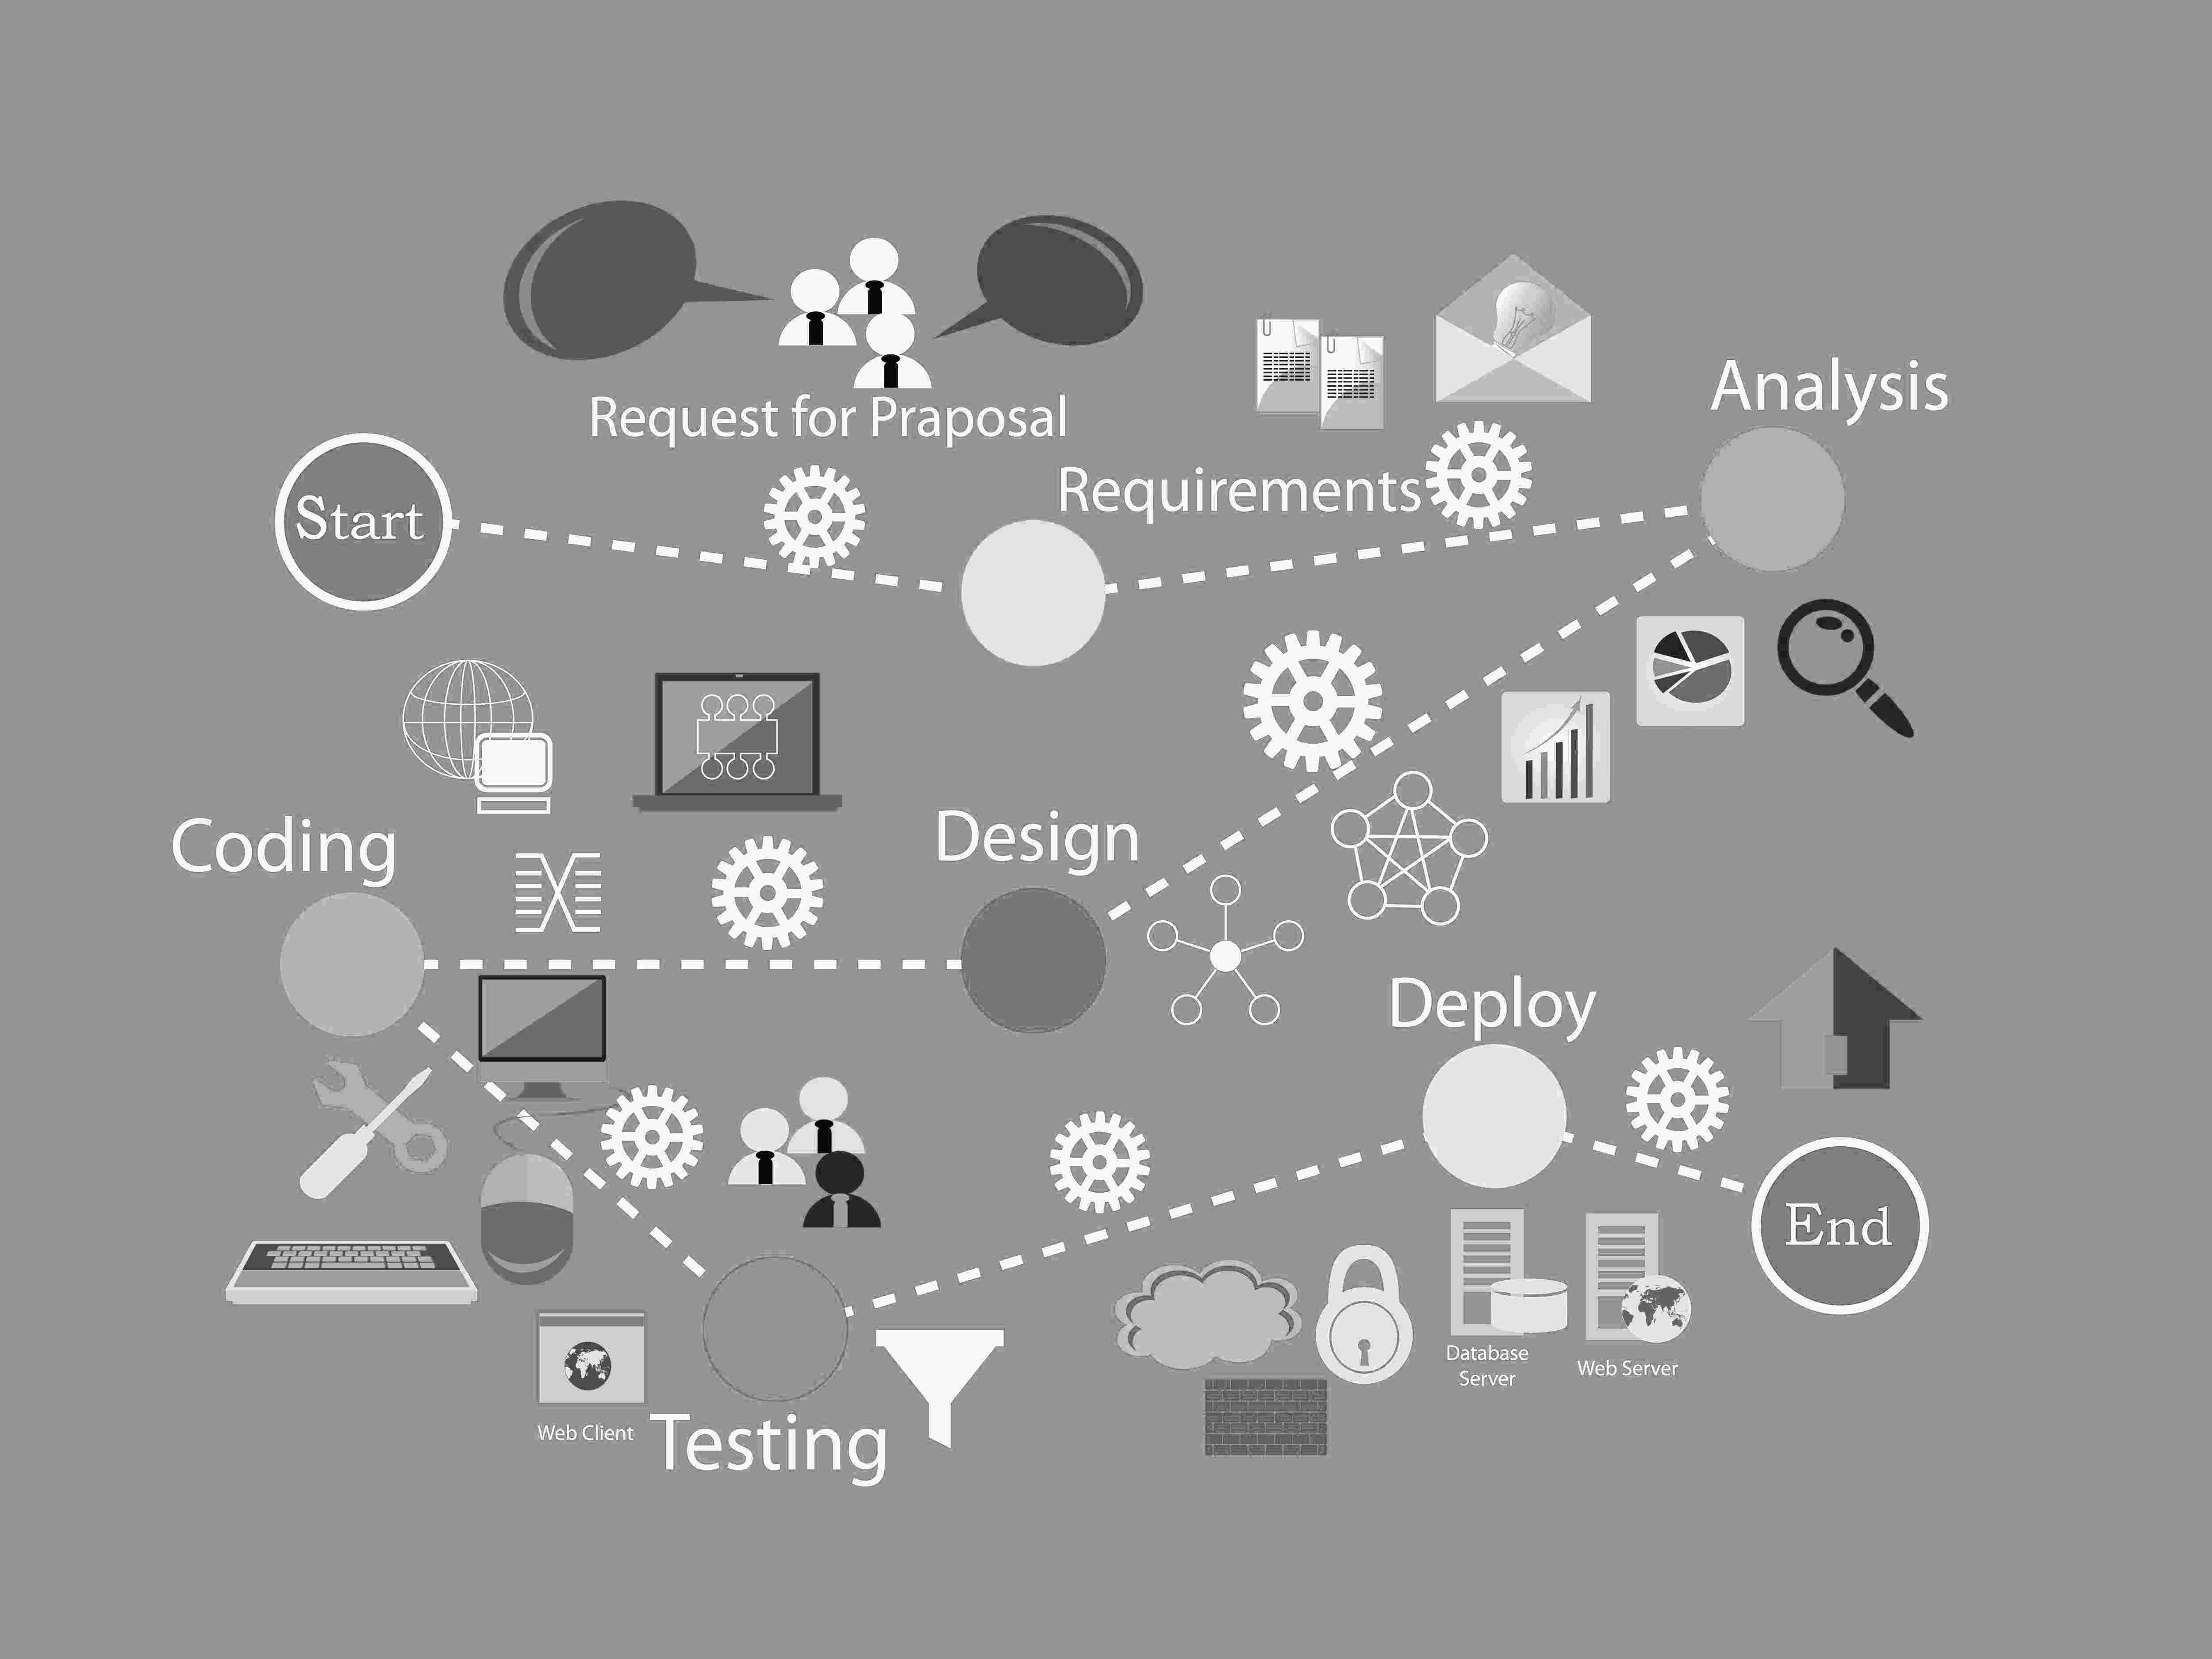 Request for Praposal
Analysis
Start
Requirements
Coding
Design
Deploy
End
Database
Server
Web Server
Web Client
Testing